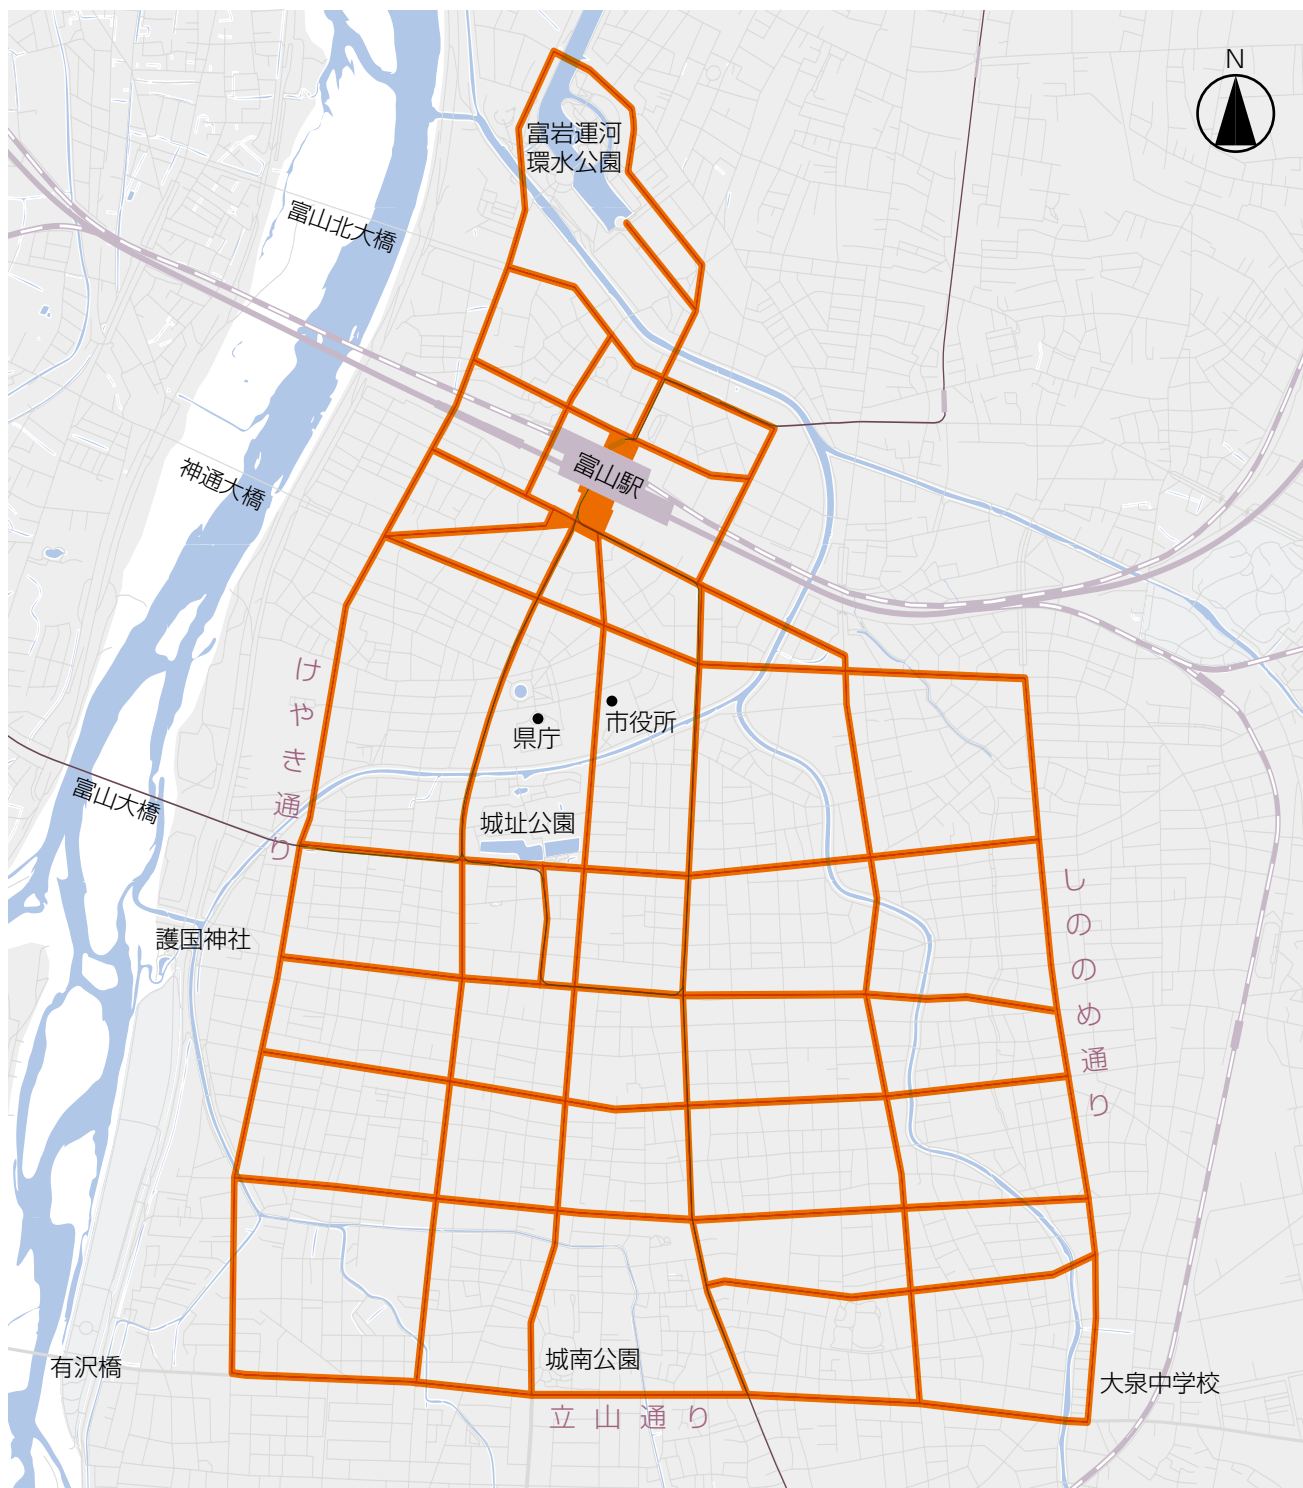 N
富岩運河
環水公園
富山北大橋
富山駅
神通大橋
けやき通り
市役所
県庁
富山大橋
城址公園
しののめ通り
護国神社
有沢橋
城南公園
大泉中学校
立山通り